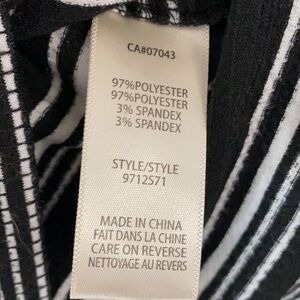 CA#07043
97%POLYESTER
97%POLYESTER
3% SPANDEX
3% SPANDEX
STYLE/STYLE
9712S71
MADE IN CHINA
FAIT DANS LA CHINE
CARE ON REVERSE
NETTOYAGE AU REVERS